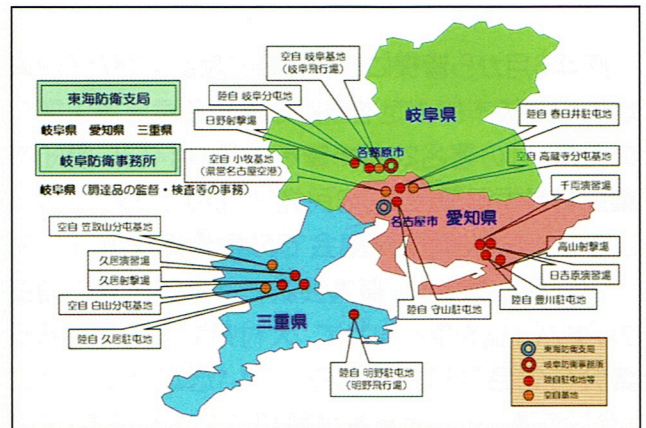 東海防衛支局
岐阜県 愛知県 三重県
岐阜防衛事務所
岐阜県（調達品の監督・検査等の事務）
空自 岐阜基地
（岐阜飛行場）
陸自 岐阜分屯地
日野射撃場
空自 小牧基地
（県営名古屋空港）
岐阜県
各務原市
陸自 春日井駐屯地
空自 高蔵寺分屯基地
千両演習場
名古屋市
愛知県
高山射撃場
日吉原演習場
陸自 豊川駐屯地
陸自 守山駐屯地
空自 笠取山分屯基地
久居演習場
久居射撃場
空自 白山分屯基地
陸自 久居駐屯地
三重県
陸自 明野駐屯地
（明野飛行場）
東海防衛支局
岐阜防衛事務所
陸自駐屯地等
空自基地